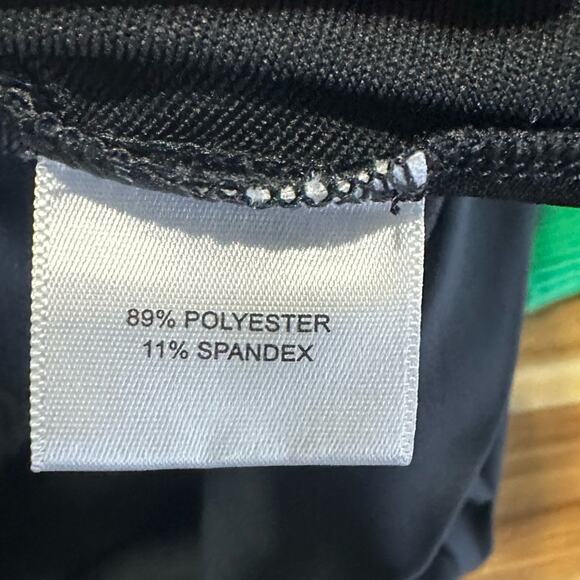 89% POLYESTER
11% SPANDEX